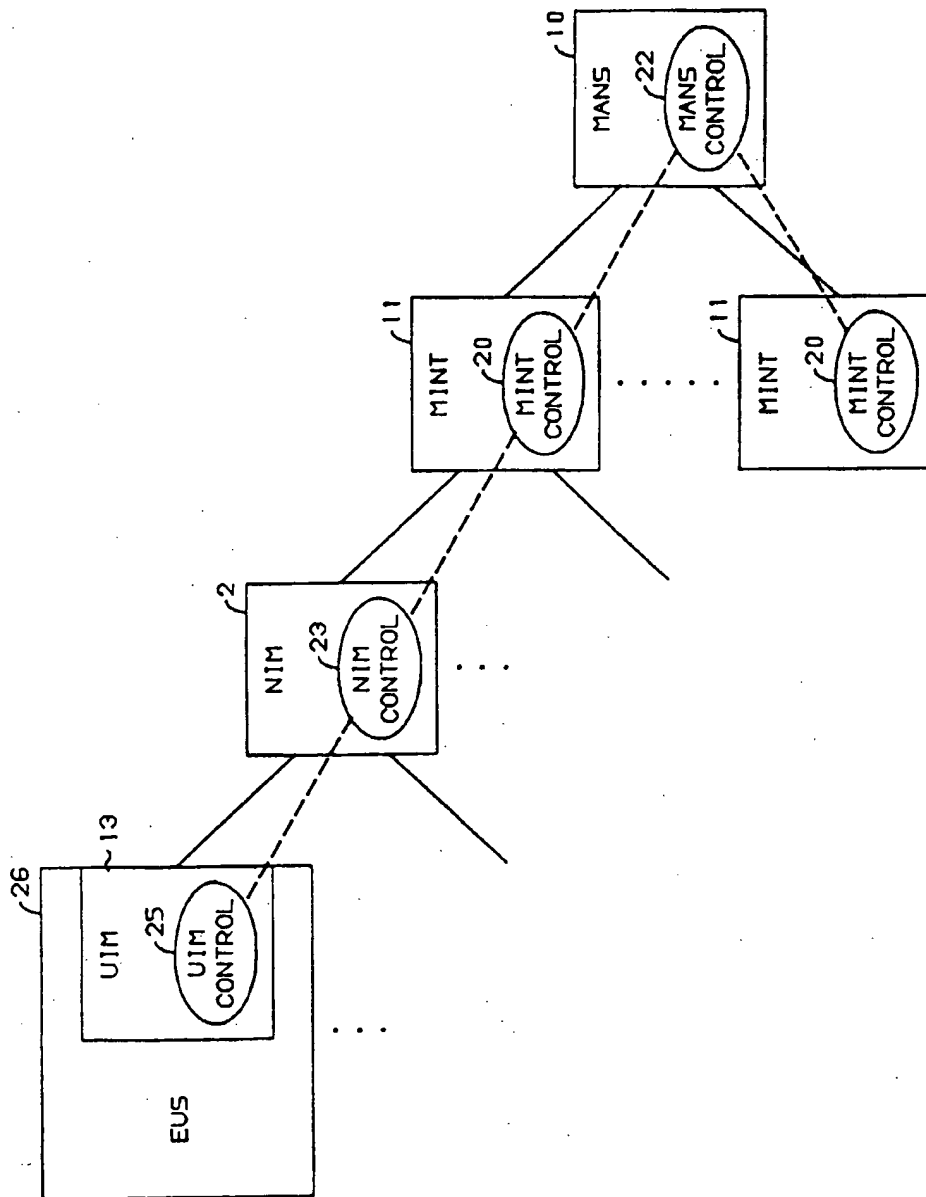 26
13
UIM
25
UIM
CONTROL
EUS
2
NIM
23
NIM
CONTROL
11
MINT
20
MINT
CONTROL
11
MINT
20
MINT
CONTROL
10
MANS
22
MANS
CONTROL